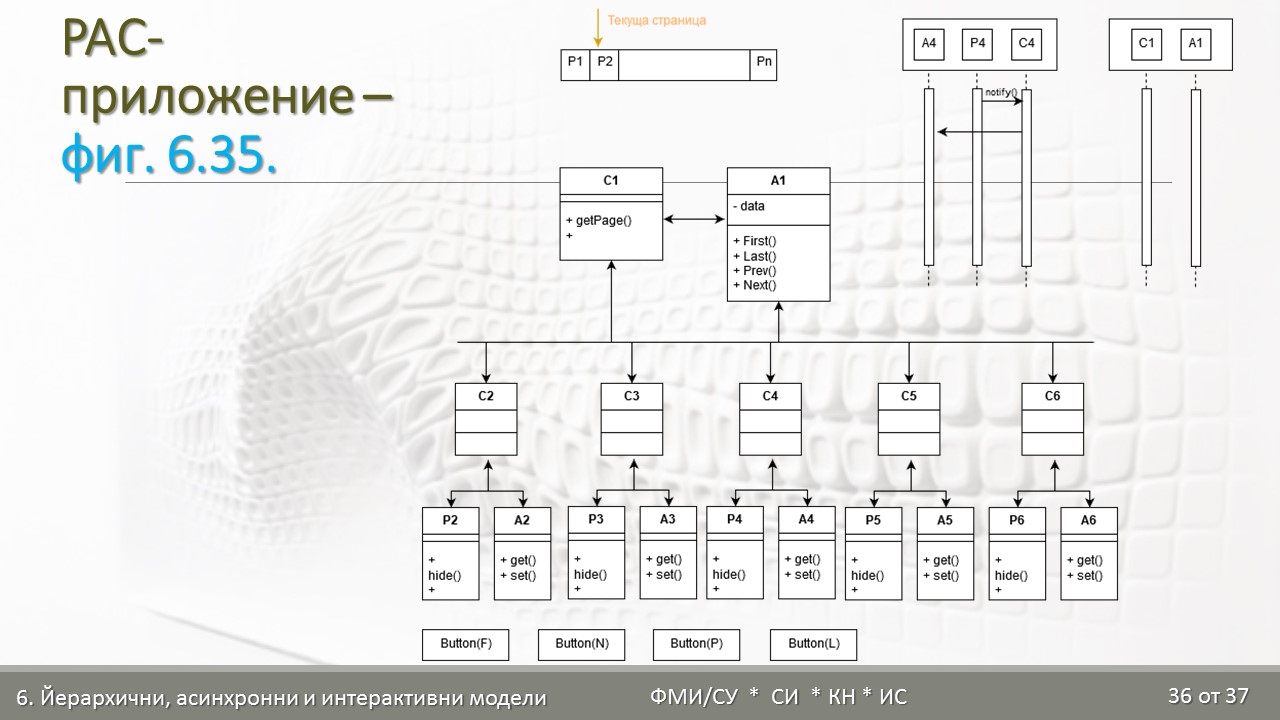 PAC-
приложение –
фиг. 6.35.
Текуща страница
P1 P2 Pn
A4 P4 C4
C1 A1
notify()
C1
+ getPage()
+
A1
- data
+ First()
+ Last()
+ Prev()
+ Next()
C2 C3 C4 C5 C6
P2
+
hide()
+
A2
+ get()
+ set()
P3
+
hide()
+
A3
+ get()
+ set()
P4
+
hide()
+
A4
+ get()
+ set()
P5
+
hide()
+
A5
+ get()
+ set()
P6
+
hide()
+
A6
+ get()
+ set()
Button(F) Button(N) Button(P) Button(L)
6. Йерархични, асинхронни и интерактивни модели
ФМИ/СУ * СИ * КН * ИС
36 от 37